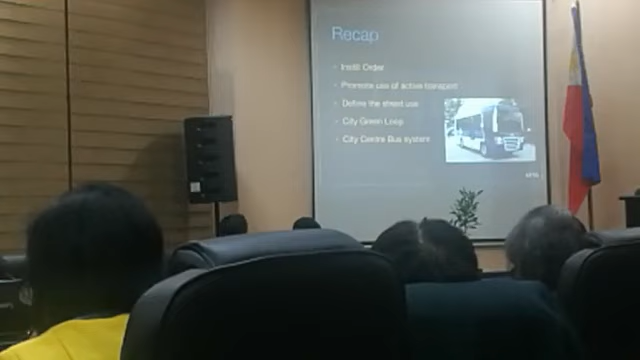 Recap
Instill Order
Promote use of active transport
Define the street use
City Green Loop
City Centre Bus system